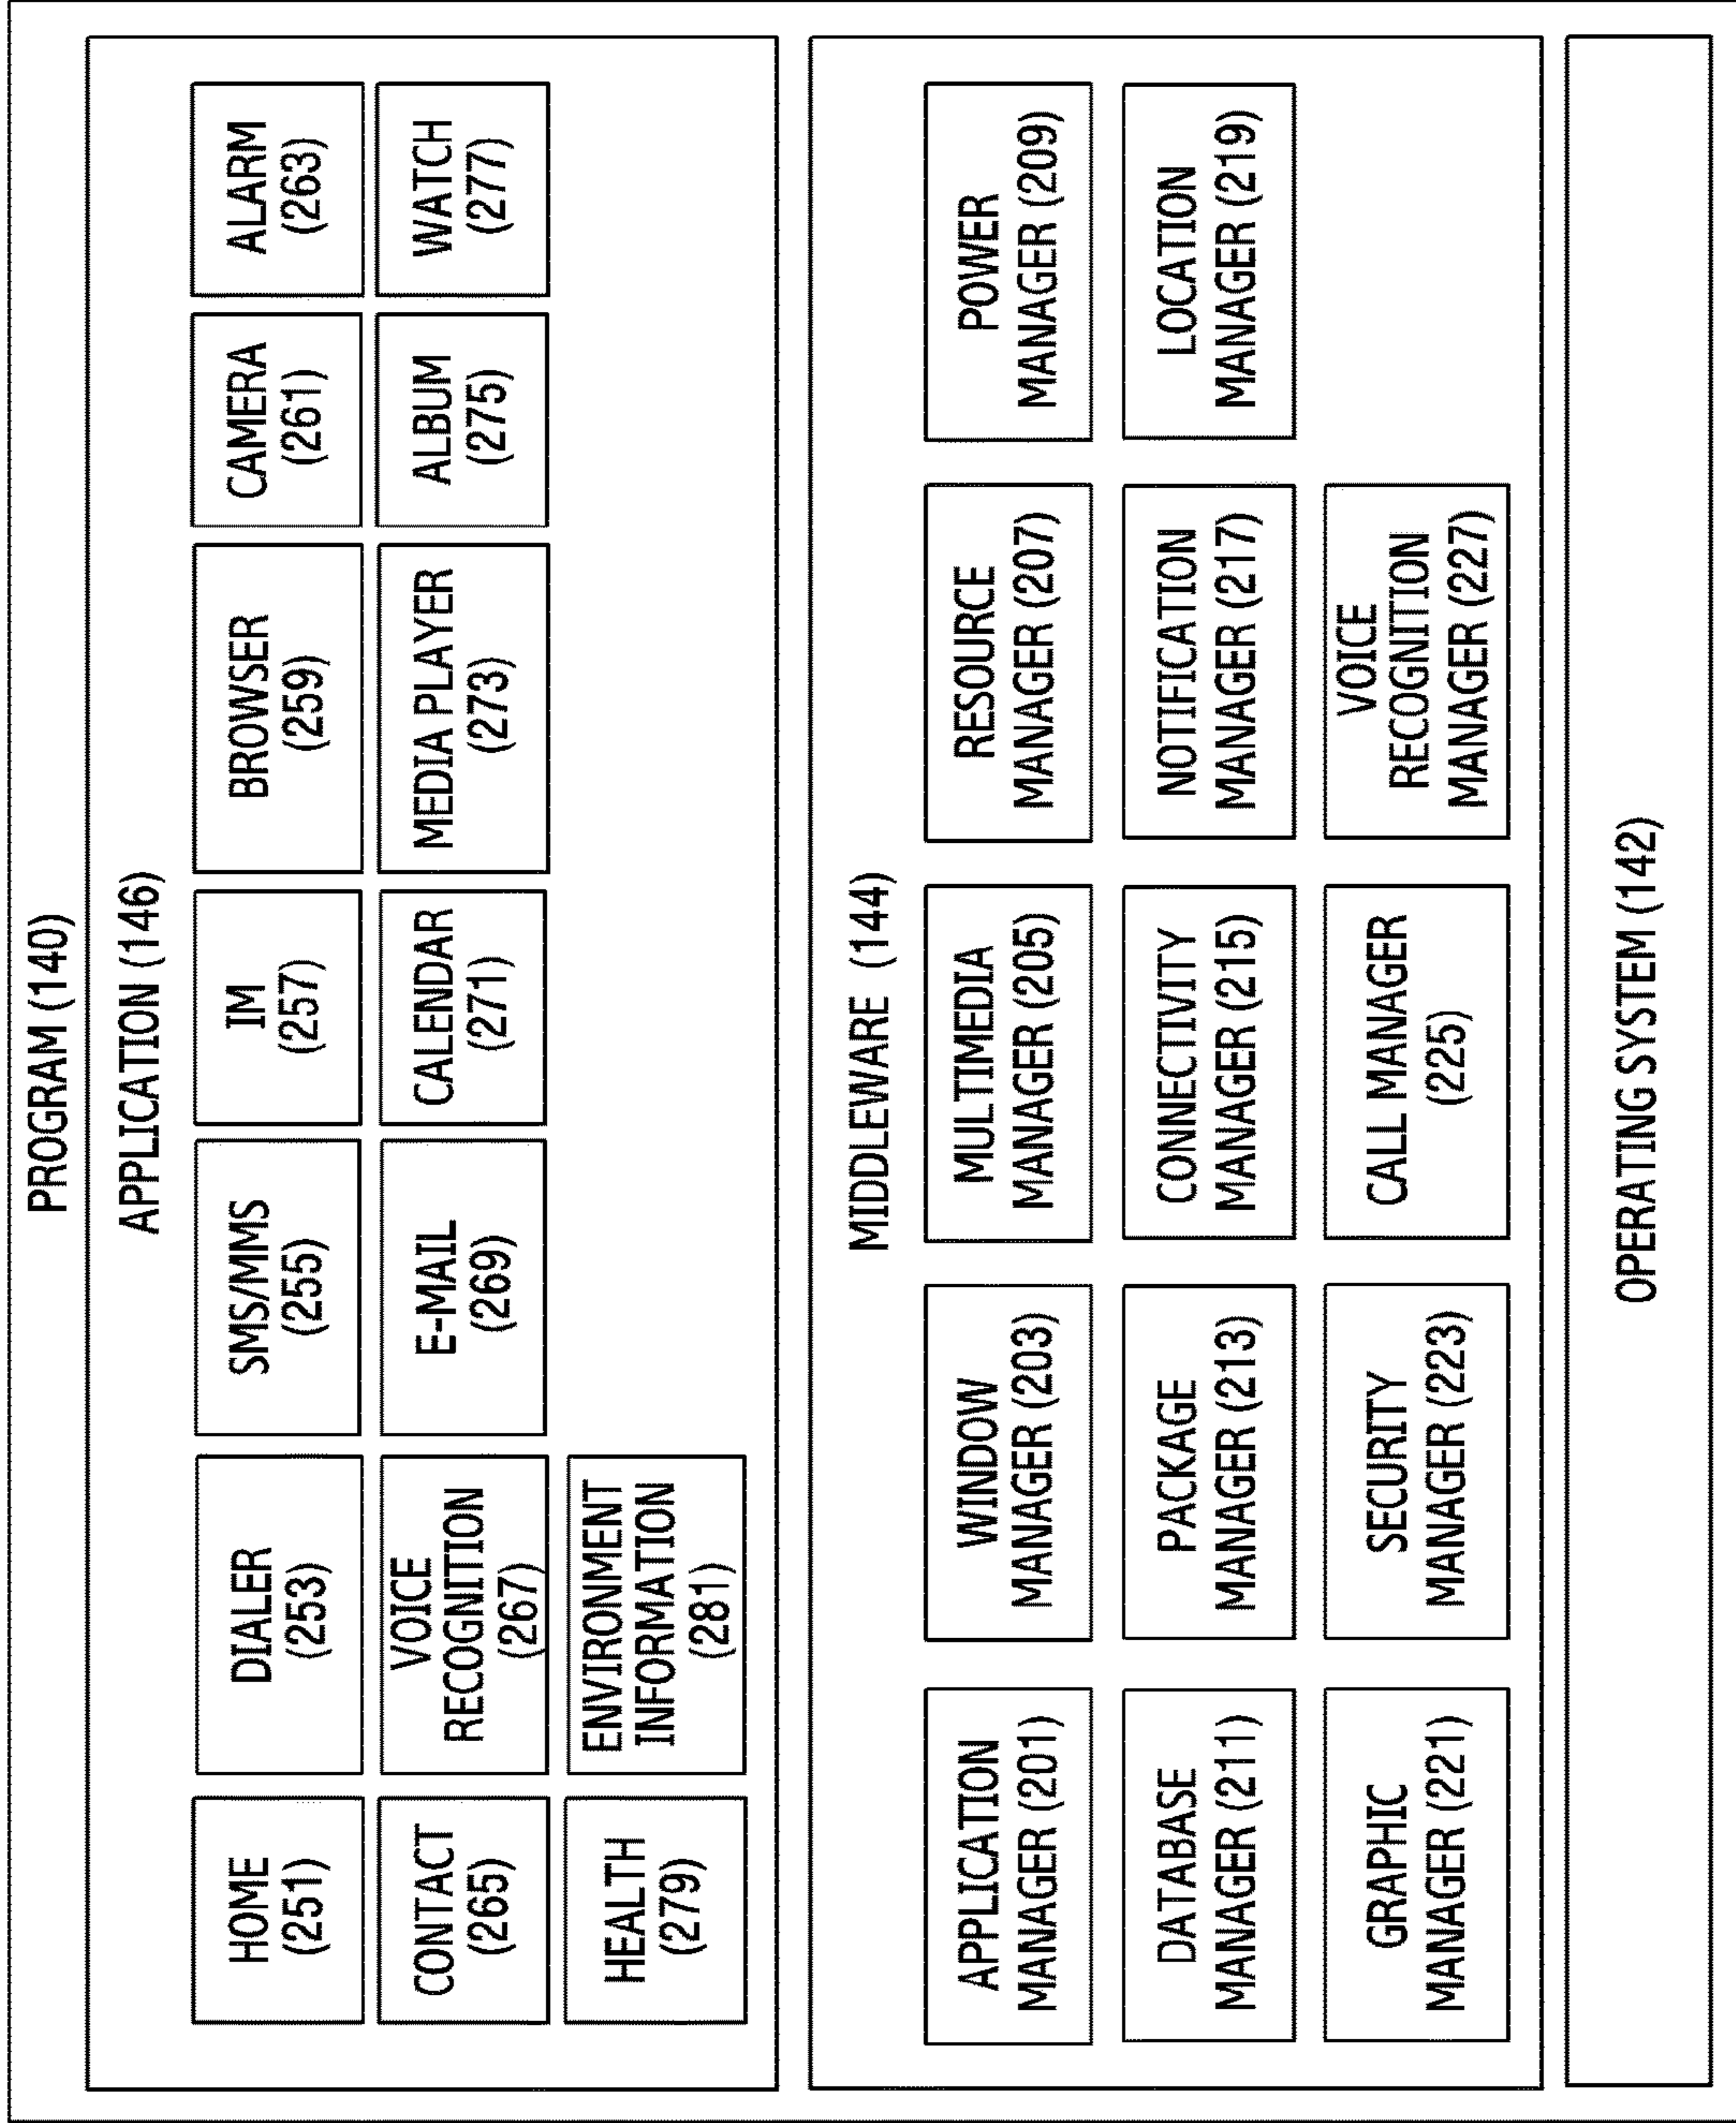 PROGRAM (140)
APPLICATION (146)
HOME
(251)
DIALER
(253)
SMS/MMS
(255)
IM
(257)
BROWSER
(259)
CAMERA
(261)
ALARM
(263)
CONTACT
(265)
VOICE
RECOGNITION
(267)
E-MAIL
(269)
CALENDAR
(271)
MEDIA PLAYER
(273)
ALBUM
(275)
WATCH
(277)
HEALTH
(279)
ENVIRONMENT
INFORMATION
(281)
MIDDLEWARE (144)
APPLICATION
MANAGER (201)
WINDOW
MANAGER (203)
MULTIMEDIA
MANAGER (205)
RESOURCE
MANAGER (207)
POWER
MANAGER (209)
DATABASE
MANAGER (211)
PACKAGE
MANAGER (213)
CONNECTIVITY
MANAGER (215)
NOTIFICATION
MANAGER (217)
LOCATION
MANAGER (219)
GRAPHIC
MANAGER (221)
SECURITY
MANAGER (223)
CALL MANAGER
(225)
VOICE
RECOGNITION
MANAGER (227)
OPERATING SYSTEM (142)